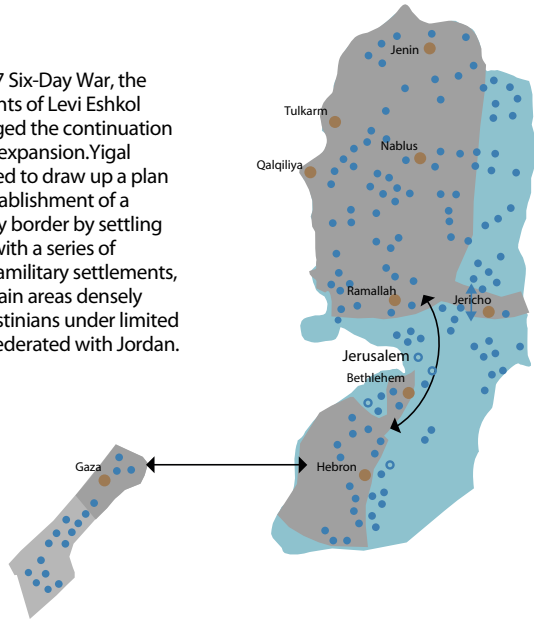 7 Six-Day War, the
nts of Levi Eshkol
ged the continuation
expansion.Yigal
ed to draw up a plan
tablishment of a
y border by settling
with a series of
amilitary settlements,
ain areas densely
stinians under limited
ederated with Jordan.
Jenin
Tulkarm
Nablus
Qalqiliya
Ramallah
Jericho
Jerusalem
Bethlehem
Gaza
Hebron